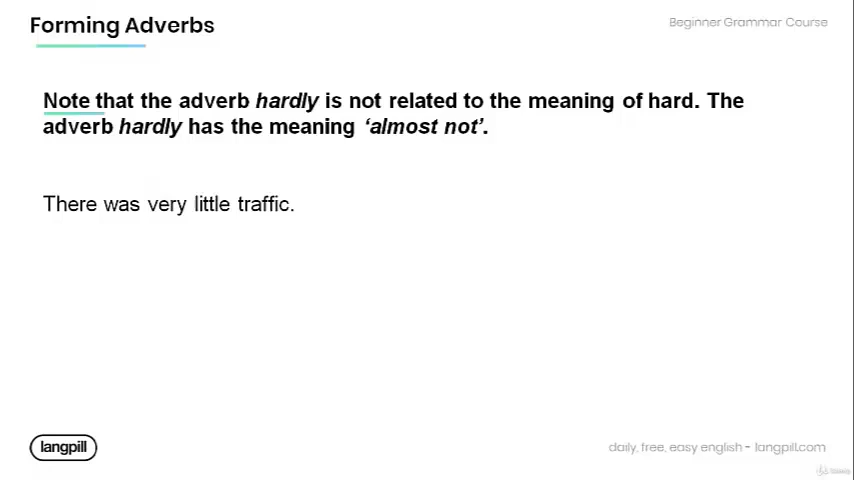 Forming Adverbs
Beginner Grammar Course
Note that the adverb hardly is not related to the meaning of hard. The
adverb hardly has the meaning ‘almost not’.
There was very little traffic.
langpill
daily, free, easy english - langpill.com
Udemy